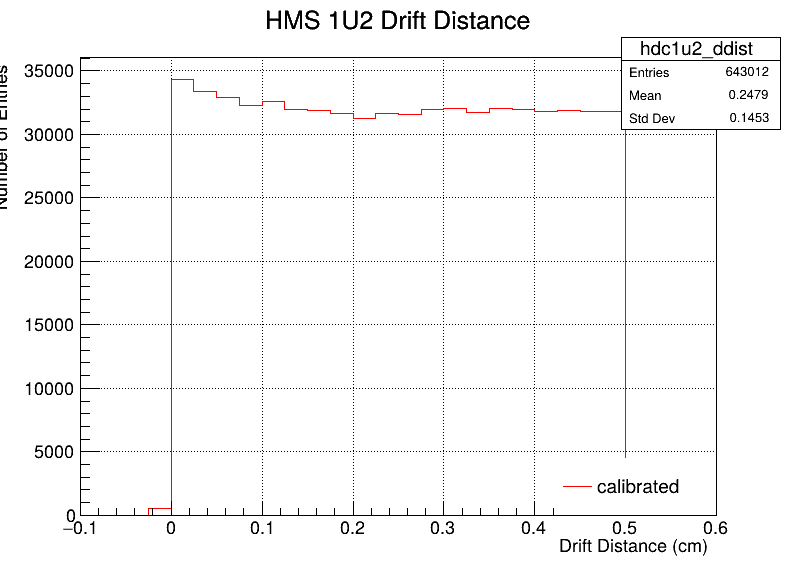 HMS 1U2 Drift Distance
hdc1u2_ddist
Entries 643012
Mean 0.2479
Std Dev 0.1453
Number of Entries
35000
30000
25000
20000
15000
10000
5000
0
−0.1 0 0.1 0.2 0.3 0.4 0.5 0.6
calibrated
Drift Distance (cm)